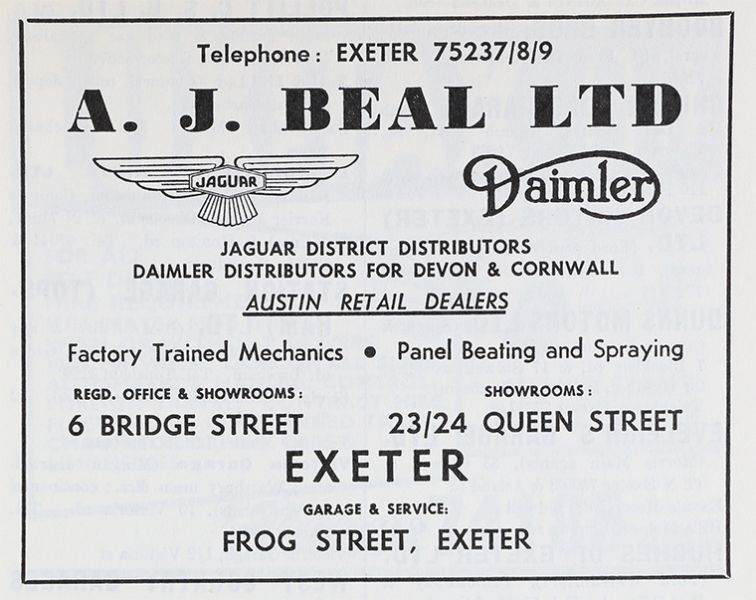 Telephone: EXETER 75237/8/9
A. J. BEAL LTD
JAGUAR
Daimler
JAGUAR DISTRICT DISTRIBUTORS
DAIMLER DISTRIBUTORS FOR DEVON & CORNWALL
AUSTIN RETAIL DEALERS
Factory Trained Mechanics ● Panel Beating and Spraying
REGD. OFFICE & SHOWROOMS:
6 BRIDGE STREET
SHOWROOMS:
23/24 QUEEN STREET
EXETER
GARAGE & SERVICE:
FROG STREET, EXETER